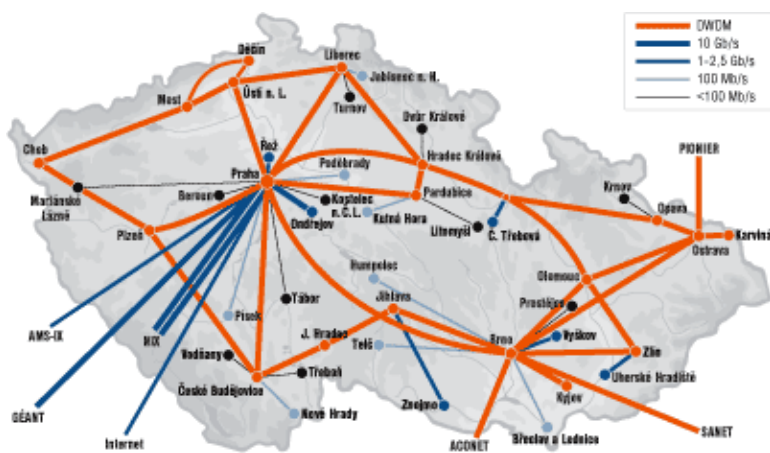 DWDM
10 Gb/s
1-2,5 Gb/s
100 Mb/s
<100 Mb/s
Děčín
Liberec
Jablonec n. N.
Most
Ústí n. L.
Turnov
Dvůr Králové
Cheb
Řež
Praha
Poděbrady
Hradec Králové
PIONIER
Mariánské
Lázně
Beroun
Kostelec
n.Č.L.
Pardubice
Krnov
Opava
Plzeň
Ondřejov
Kutná Hora
Litomyšl
Č. Třebová
Ostrava
Karviná
Humpolec
Olomouc
Tábor
Jihlava
Prostějov
AMS-IX
NIX
Písek
J. Hradec
Telč
Brno
Vyškov
Zlín
Vodňany
Třeboň
Uherské Hradiště
České Budějovice
Kyjov
GÉANT
Nové Hrady
Znojmo
Internet
ACONET
Břeclav a Lednice
SANET